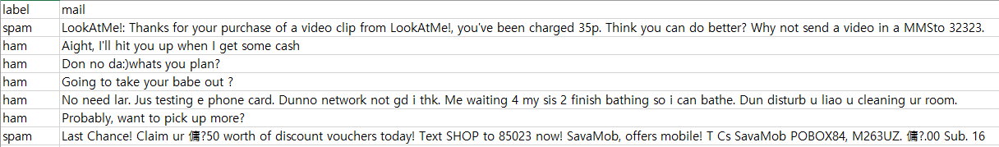 label mail
spam LookAtMe!: Thanks for your purchase of a video clip from LookAtMe!, you've been charged 35p. Think you can do better? Why not send a video in a MMSto 32323.
ham Aight, I'll hit you up when I get some cash
ham Don no da:)whats you plan?
ham Going to take your babe out ?
ham No need lar. Jus testing e phone card. Dunno network not gd i thk. Me waiting 4 my sis 2 finish bathing so i can bathe. Dun disturb u liao u cleaning ur room.
ham Probably, want to pick up more?
spam Last Chance! Claim ur 傭?50 worth of discount vouchers today! Text SHOP to 85023 now! SavaMob, offers mobile! T Cs SavaMob POBOX84, M263UZ. 傭?.00 Sub. 16